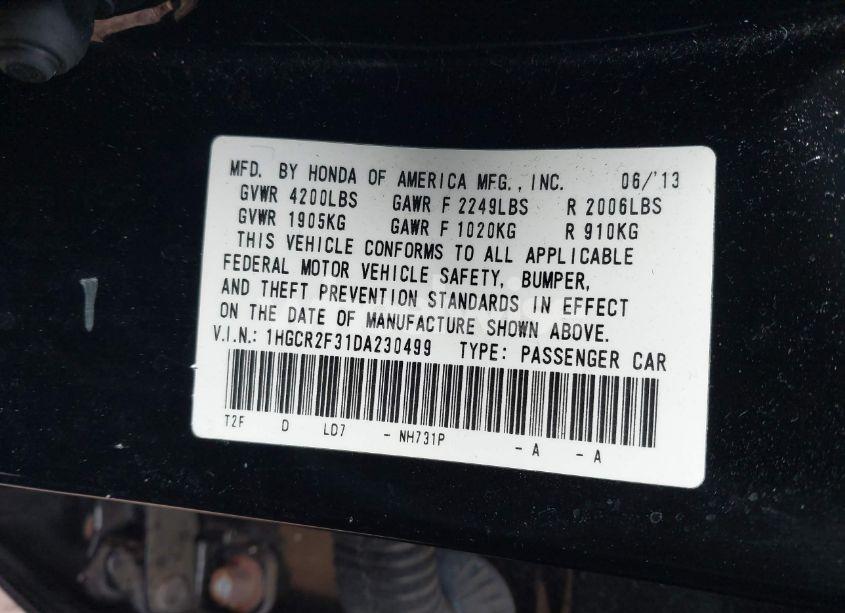 MFD. BY HONDA OF AMERICA MFG., INC. 06/'13
GVWR 4200LBS GAWR F 2249LBS R 2006LBS
GVWR 1905KG GAWR F 1020KG R 910KG
THIS VEHICLE CONFORMS TO ALL APPLICABLE
FEDERAL MOTOR VEHICLE SAFETY, BUMPER,
AND THEFT PREVENTION STANDARDS IN EFFECT
ON THE DATE OF MANUFACTURE SHOWN ABOVE.
V.I.N.: 1HGCR2F31DA230499 TYPE: PASSENGER CAR
T2F D LD7 - NH731P - A - A